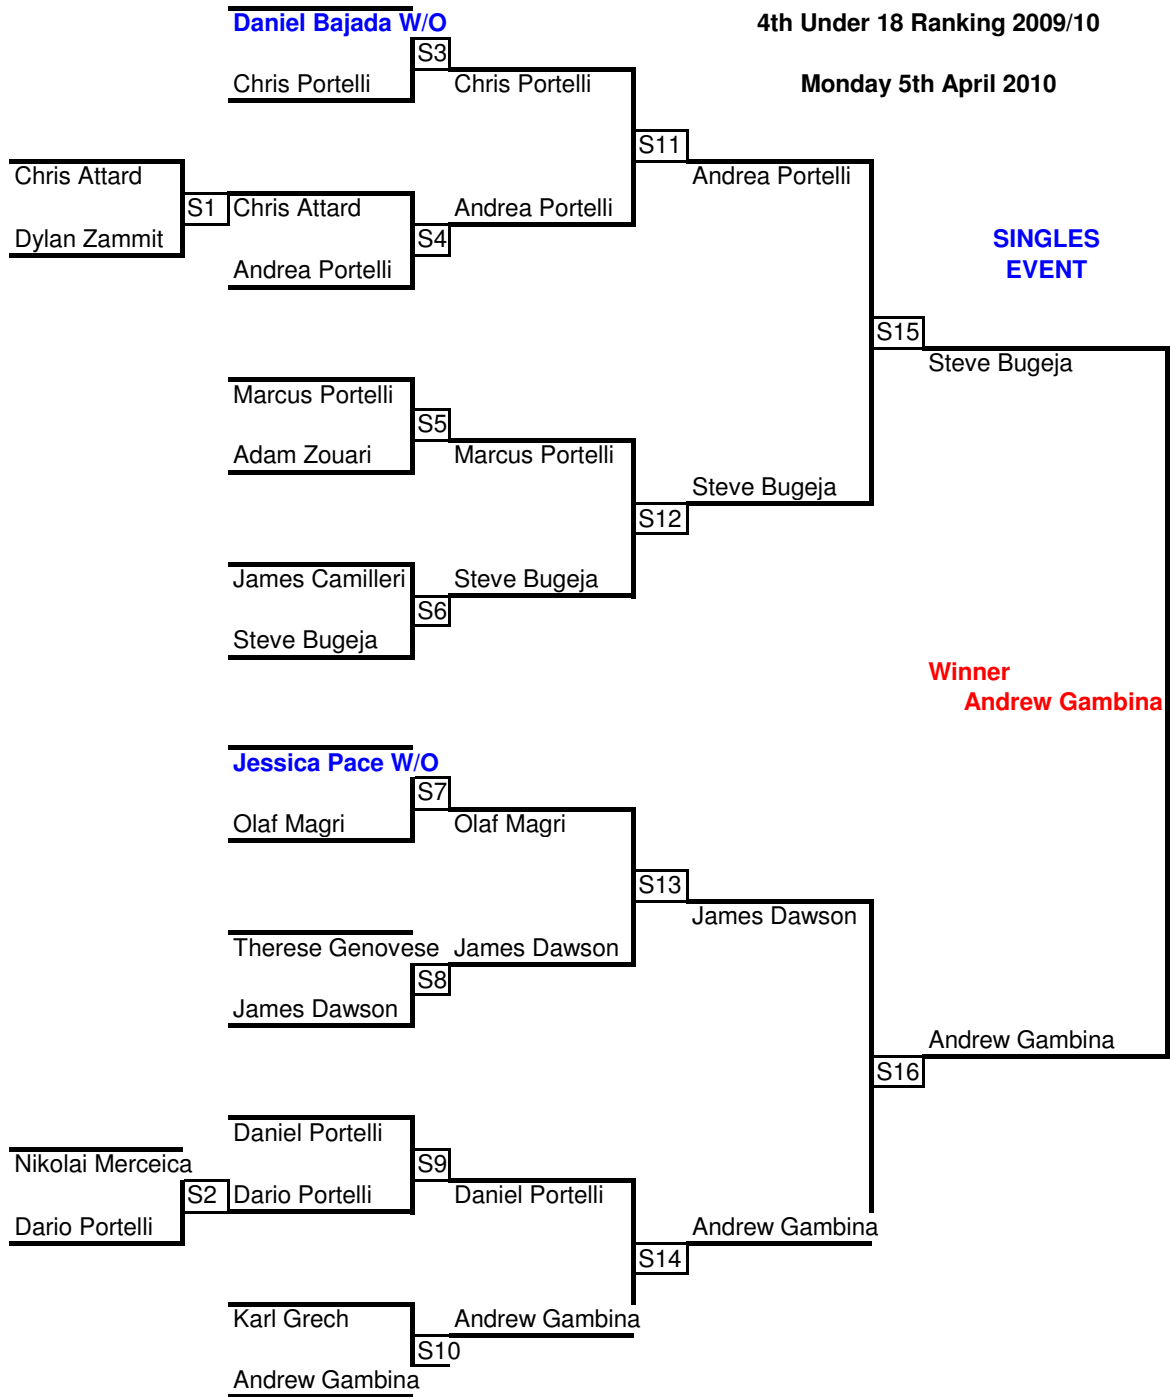 Daniel Bajada W/O
4th Under 18 Ranking 2009/10
S3
Chris Portelli
Chris Portelli
Monday 5th April 2010
S11
Chris Attard
Andrea Portelli
S1
Chris Attard
Andrea Portelli
Dylan Zammit
S4
SINGLES
Andrea Portelli
EVENT
S15
Steve Bugeja
Marcus Portelli
S5
Adam Zouari
Marcus Portelli
Steve Bugeja
S12
James Camilleri
Steve Bugeja
S6
Steve Bugeja
Winner
Andrew Gambina
Jessica Pace W/O
S7
Olaf Magri
Olaf Magri
S13
James Dawson
Therese Genovese
James Dawson
S8
James Dawson
Andrew Gambina
S16
Daniel Portelli
Nikolai Merceica
S9
S2
Dario Portelli
Daniel Portelli
Dario Portelli
Andrew Gambina
S14
Karl Grech
Andrew Gambina
S10
Andrew Gambina